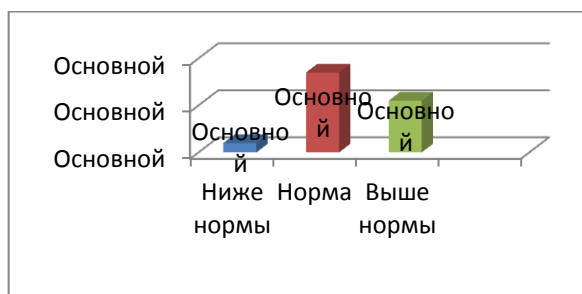 Основной
Основной
Основной
Основно
й
Основно
й
Основно
й
Ниже
нормы
Норма
Выше
нормы